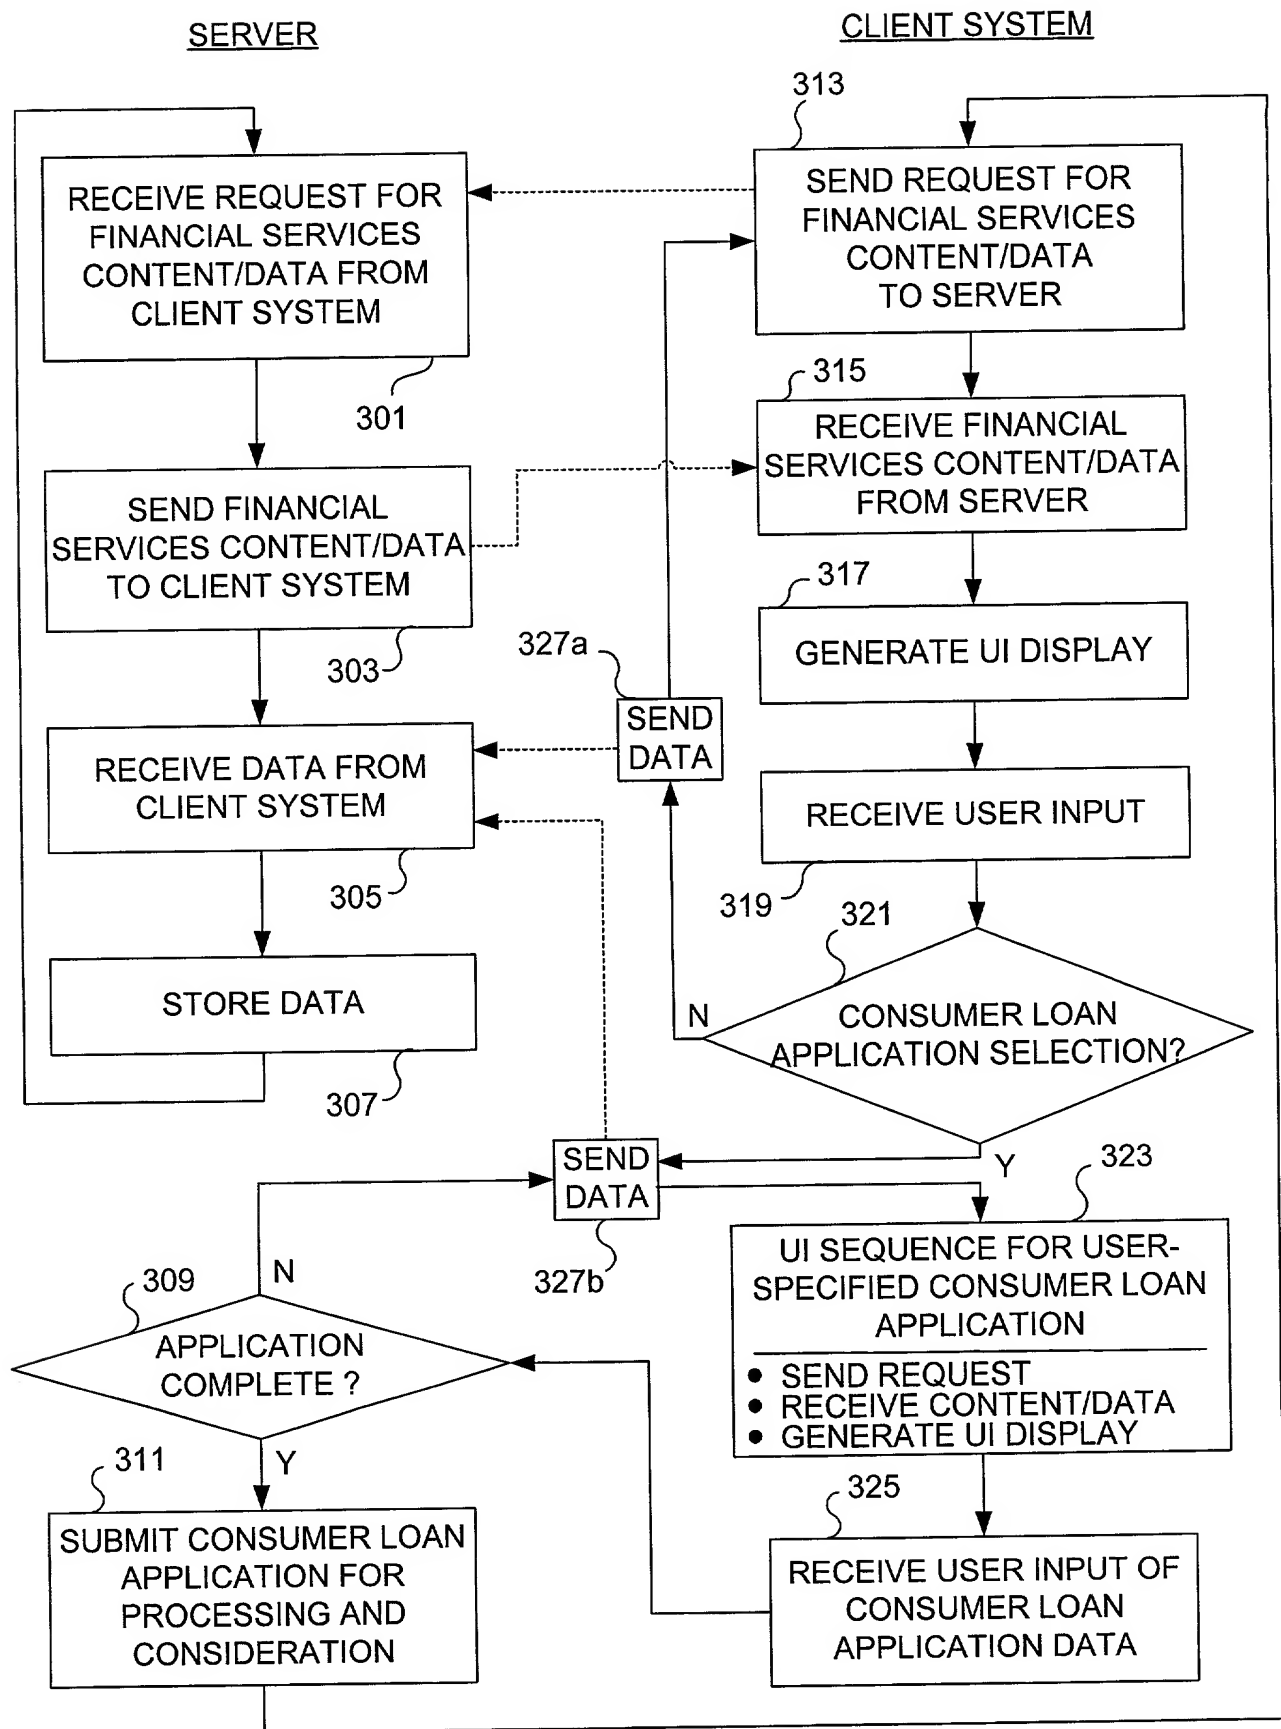 SERVER
RECEIVE REQUEST FOR
FINANCIAL SERVICES
CONTENT/DATA FROM
CLIENT SYSTEM
301
SEND FINANCIAL
SERVICES CONTENT/DATA
TO CLIENT SYSTEM
303
RECEIVE DATA FROM
CLIENT SYSTEM
305
STORE DATA
307
309
APPLICATION
COMPLETE ?
N
Y
311
SUBMIT CONSUMER LOAN
APPLICATION FOR
PROCESSING AND
CONSIDERATION
327a
SEND
DATA
SEND
DATA
327b
CLIENT SYSTEM
313
SEND REQUEST FOR
FINANCIAL SERVICES
CONTENT/DATA
TO SERVER
315
RECEIVE FINANCIAL
SERVICES CONTENT/DATA
FROM SERVER
317
GENERATE UI DISPLAY
RECEIVE USER INPUT
319
321
CONSUMER LOAN
APPLICATION SELECTION?
N
Y
323
UI SEQUENCE FOR USER-
SPECIFIED CONSUMER LOAN
APPLICATION
• SEND REQUEST
• RECEIVE CONTENT/DATA
• GENERATE UI DISPLAY
325
RECEIVE USER INPUT OF
CONSUMER LOAN
APPLICATION DATA